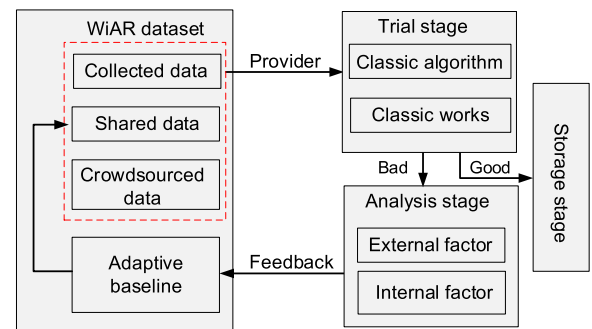 WiAR dataset
Collected data
Shared data
Crowdsourced
data
Adaptive
baseline
Provider
Trial stage
Classic algorithm
Classic works
Bad
Good
Analysis stage
External factor
Internal factor
Feedback
Storage stage